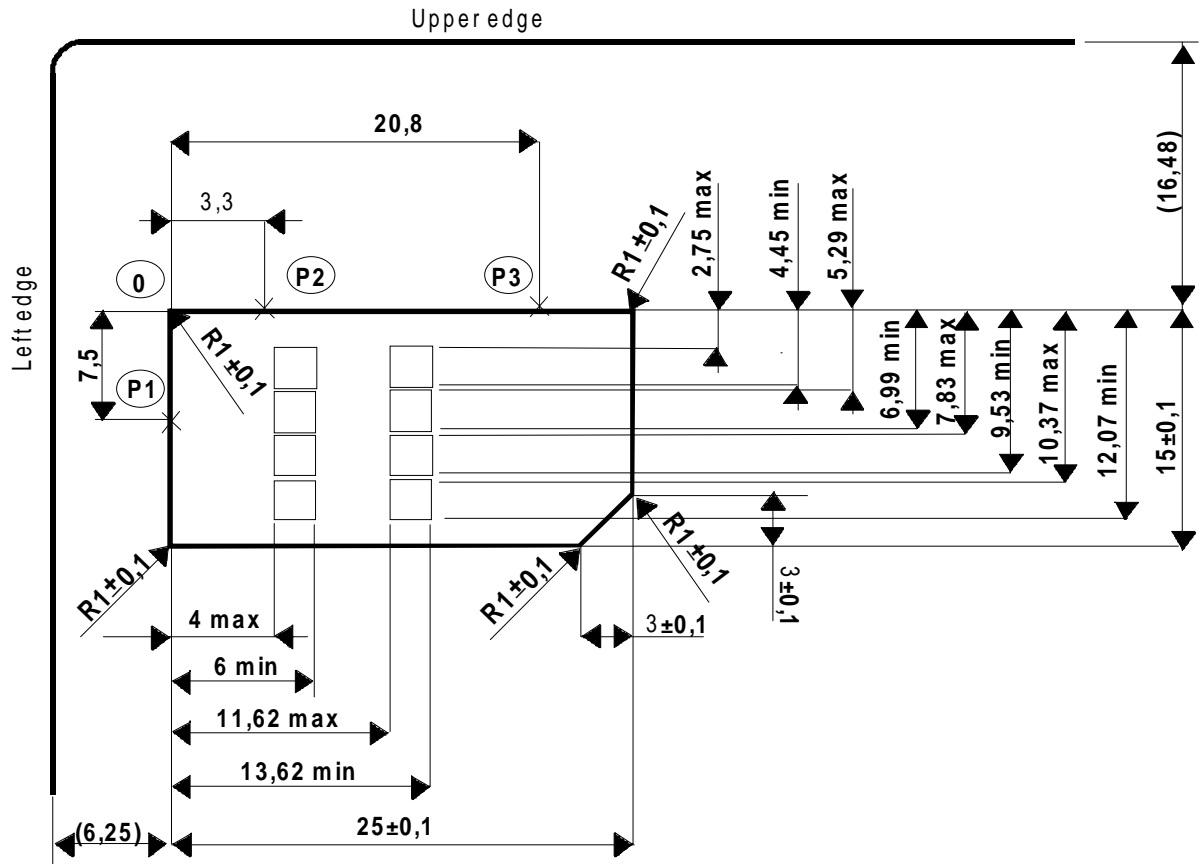 Upper edge
Left edge
20,8
3,3
0
P2
P3
P1
7,5
R1±0,1
R1±0,1
2,75 max
4,45 min
5,29 max
(16,48)
6,99 min
7,83 max
9,53 min
10,37 max
12,07 min
15±0,1
R1±0,1
R1±0,1
R1±0,1
3±0,1
3±0,1
4 max
6 min
11,62 max
13,62 min
(6,25)
25±0,1